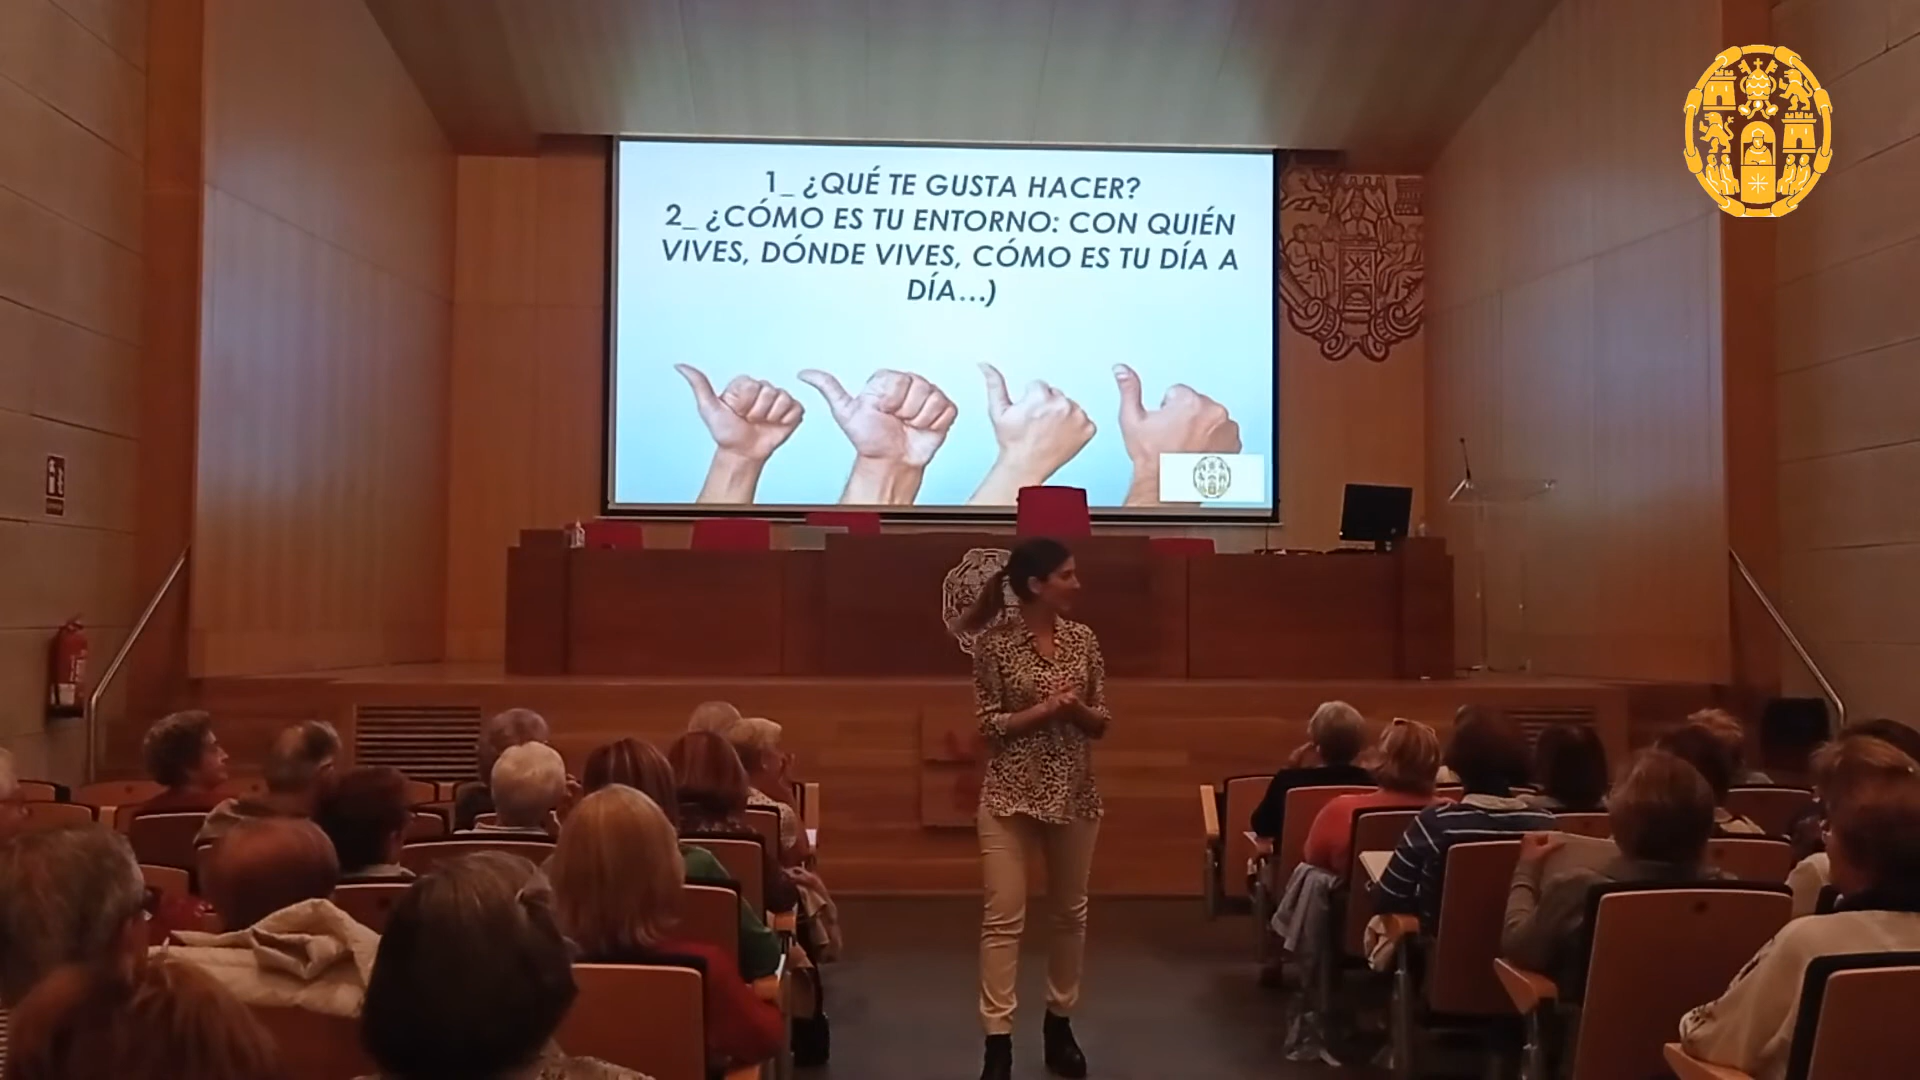 1_ ¿QUÉ TE GUSTA HACER?
2_ ¿CÓMO ES TU ENTORNO: CON QUIÉN
VIVES, DÓNDE VIVES, CÓMO ES TU DÍA A
DÍA...)